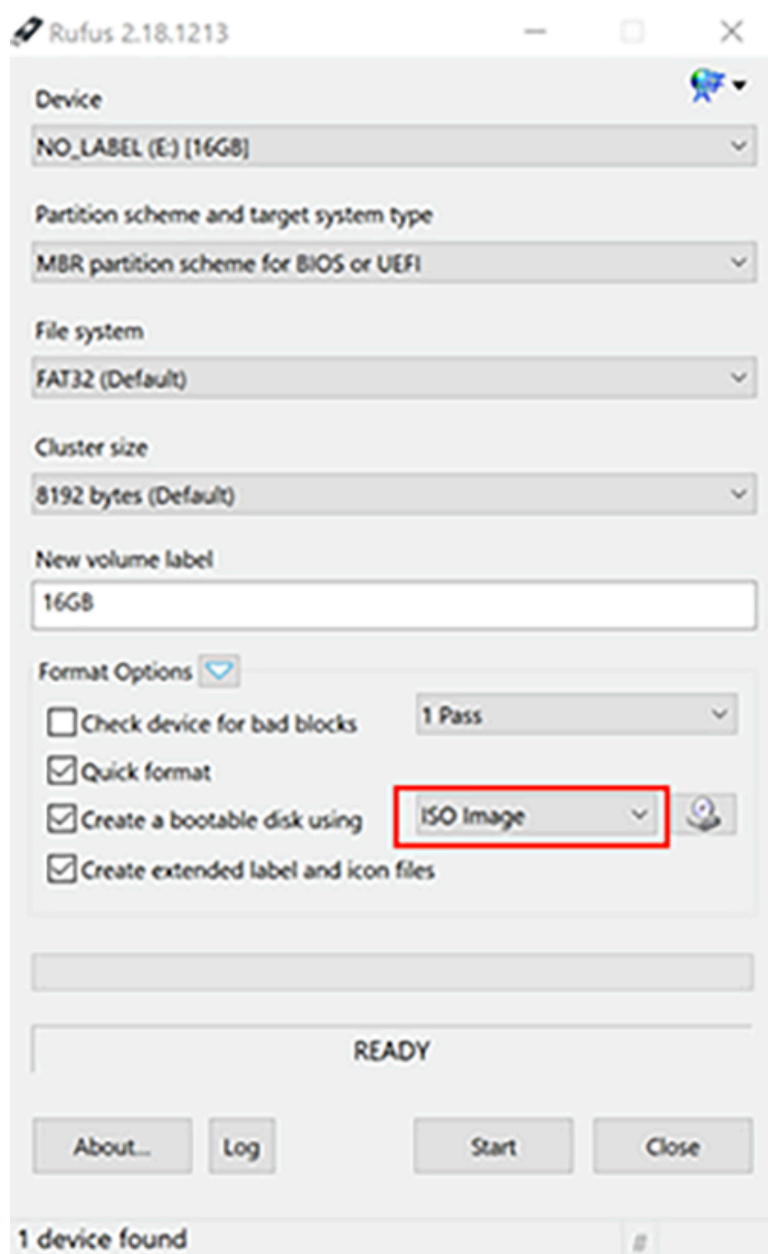 Rufus 2.18.1213
Device
NO_LABEL (E:) [16GB]
Partition scheme and target system type
MBR partition scheme for BIOS or UEFI
File system
FAT32 (Default)
Cluster size
8192 bytes (Default)
New volume label
16GB
Format Options
Check device for bad blocks 1 Pass
Quick format
Create a bootable disk using ISO Image
Create extended label and icon files
READY
About... Log Start Close
1 device found #